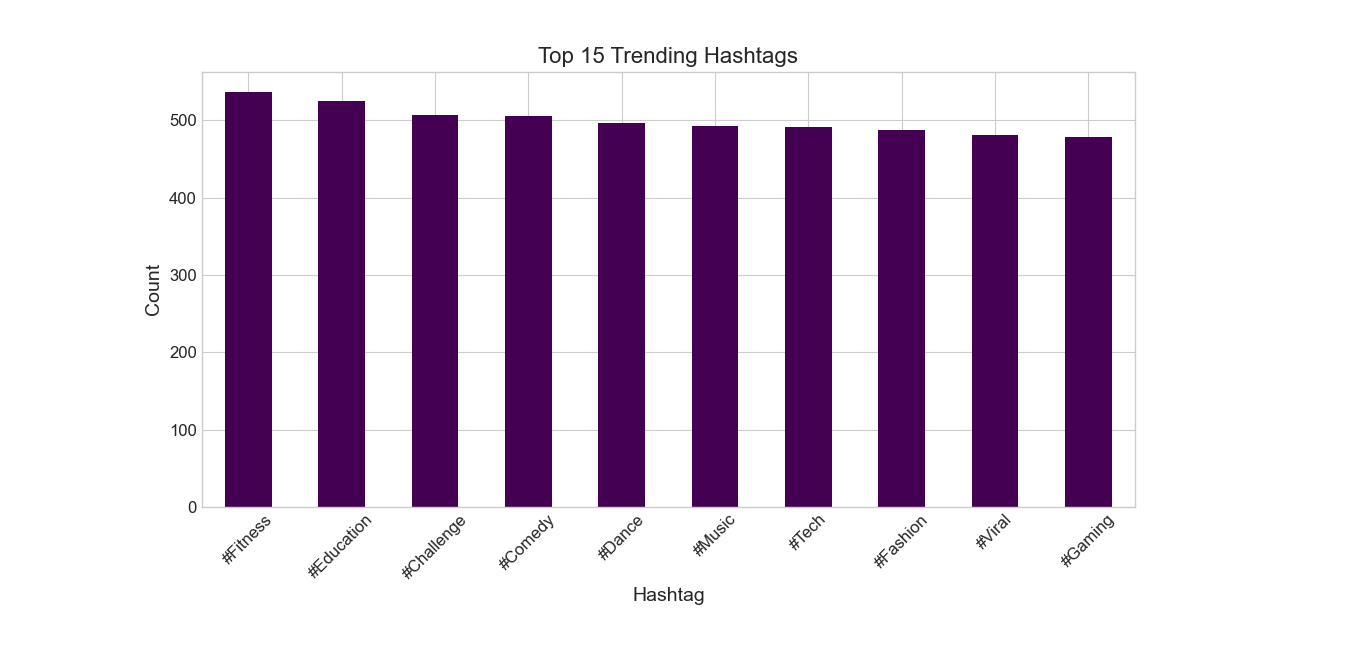 Top 15 Trending Hashtags
Count
500
400
300
200
100
0
#Fitness
#Education
#Challenge
#Comedy
#Dance
#Music
#Tech
#Fashion
#Viral
#Gaming
Hashtag